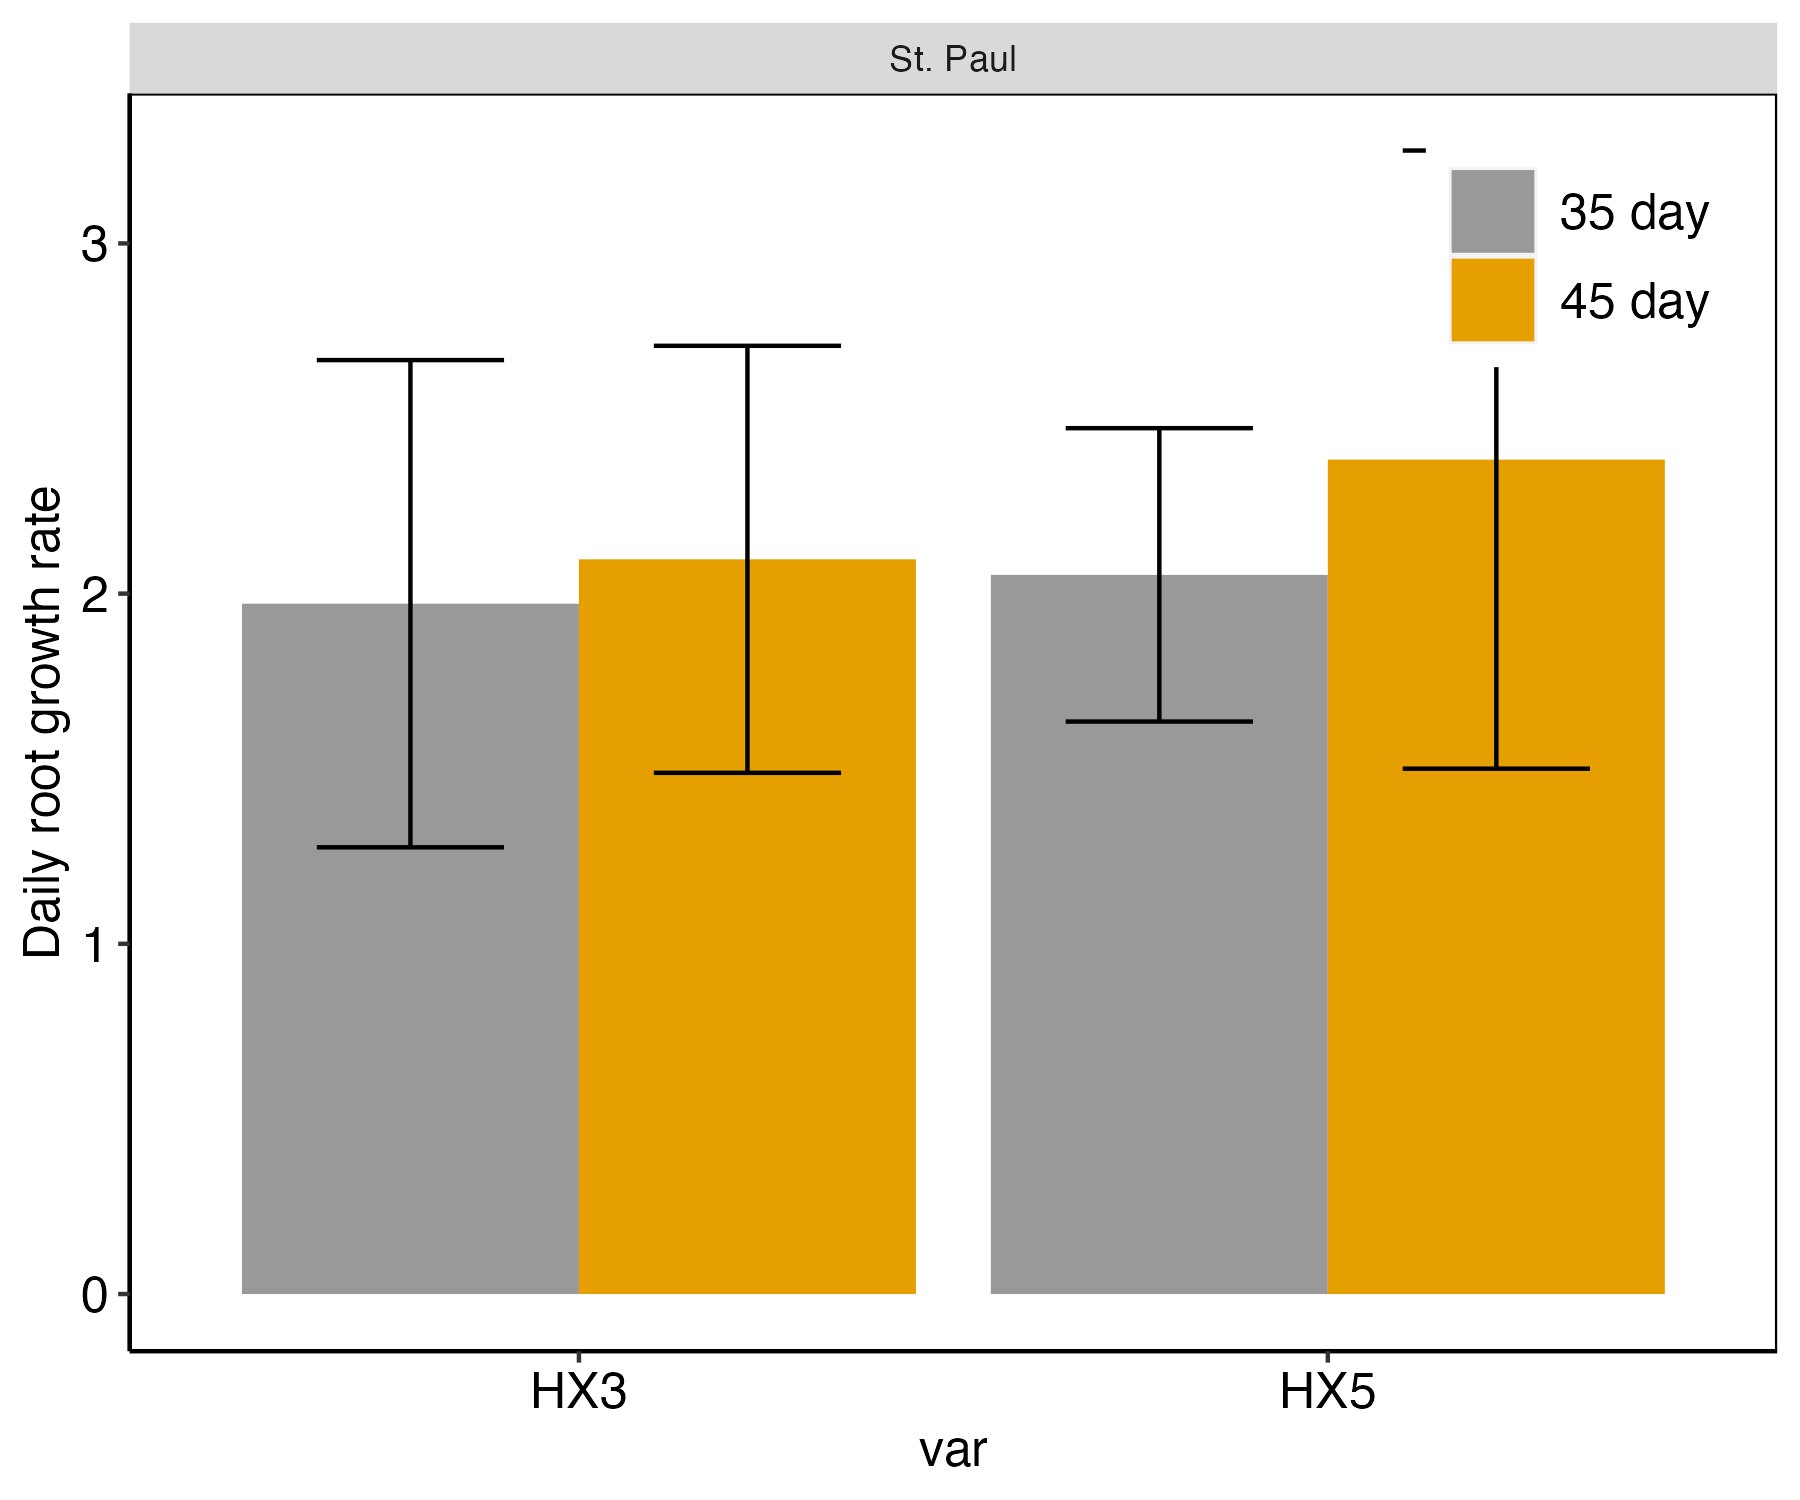 St. Paul
35 day
45 day
Daily root growth rate
3
2
1
0
HX3 HX5
var